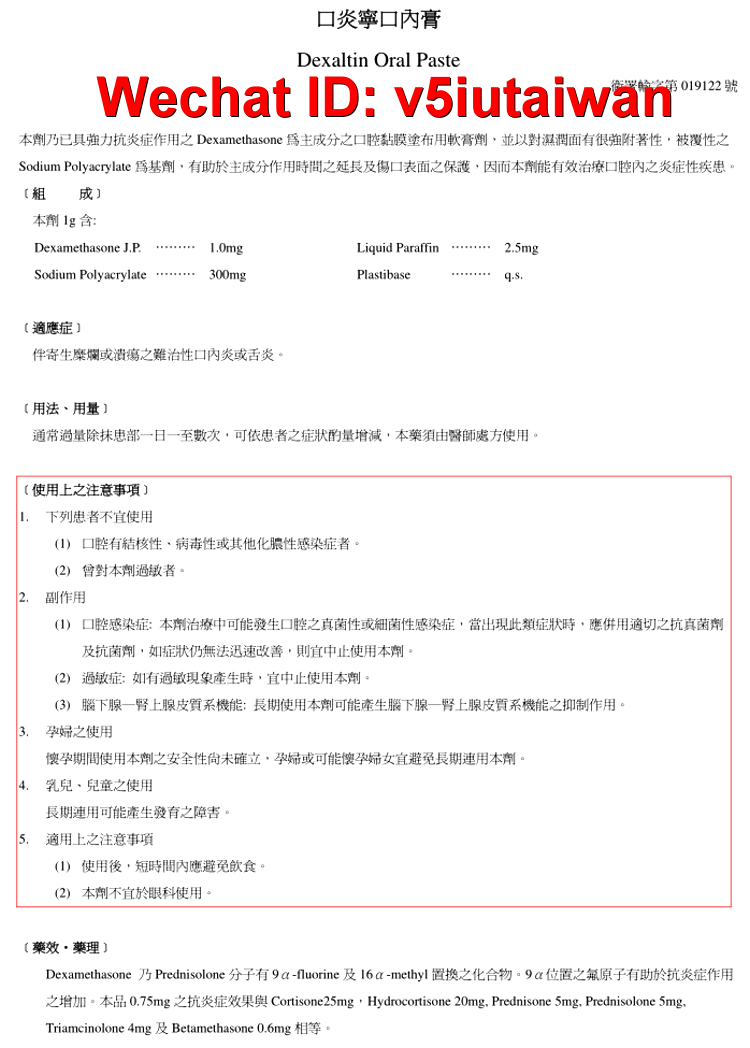 口炎寧口內膏
Dexaltin Oral Paste
衛署輸字第 019122 號
Wechat ID: v5iutaiwan
本劑乃已具強力抗炎症作用之 Dexamethasone 為主成分之口腔黏膜塗布用軟膏劑，並以對濕潤面有很強附著性，被覆性之
Sodium Polyacrylate 為基劑，有助於主成分作用時間之延長及傷口表面之保護，因而本劑能有效治療口腔內之炎症性疾患。
﹝組 成﹞
本劑 1g 含:
Dexamethasone J.P. ⋯⋯⋯ 1.0mg Liquid Paraffin ⋯⋯⋯ 2.5mg
Sodium Polyacrylate ⋯⋯⋯ 300mg Plastibase ⋯⋯⋯ q.s.
﹝適應症﹞
伴寄生糜爛或潰瘍之難治性口內炎或舌炎。
﹝用法、用量﹞
通常過量除抹患部一日一至數次，可依患者之症狀酌量增減，本藥須由醫師處方使用。
﹝使用上之注意事項﹞
1. 下列患者不宜使用
(1) 口腔有結核性、病毒性或其他化膿性感染症者。
(2) 曾對本劑過敏者。
2. 副作用
(1) 口腔感染症: 本劑治療中可能發生口腔之真菌性或細菌性感染症，當出現此類症狀時，應併用適切之抗真菌劑
及抗菌劑，如症狀仍無法迅速改善，則宜中止使用本劑。
(2) 過敏症: 如有過敏現象產生時，宜中止使用本劑。
(3) 腦下腺—腎上腺皮質系機能: 長期使用本劑可能產生腦下腺—腎上腺皮質系機能之抑制作用。
3. 孕婦之使用
懷孕期間使用本劑之安全性尙未確立，孕婦或可能懷孕婦女宜避免長期連用本劑。
4. 乳兒、兒童之使用
長期連用可能產生發育之障害。
5. 適用上之注意事項
(1) 使用後，短時間內應避免飲食。
(2) 本劑不宜於眼科使用。
﹝藥效・藥理﹞
Dexamethasone 乃 Prednisolone 分子有 9α-fluorine 及 16α-methyl 置換之化合物。9α位置之氟原子有助於抗炎症作用
之增加。本品 0.75mg 之抗炎症效果與 Cortisone25mg，Hydrocortisone 20mg, Prednisone 5mg, Prednisolone 5mg,
Triamcinolone 4mg 及 Betamethasone 0.6mg 相等。